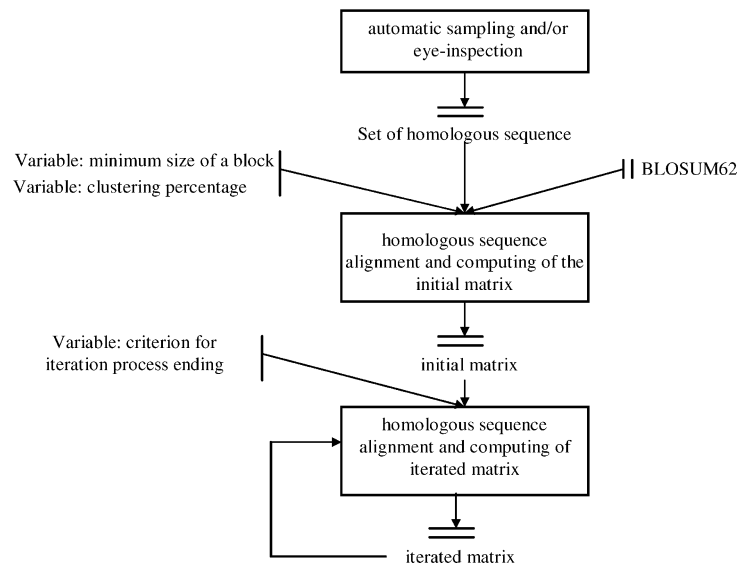 automatic sampling and/or
eye-inspection
Set of homologous sequence
Variable: minimum size of a block
Variable: clustering percentage
BLOSUM62
homologous sequence
alignment and computing of the
initial matrix
Variable: criterion for
iteration process ending
initial matrix
homologous sequence
alignment and computing of
iterated matrix
iterated matrix